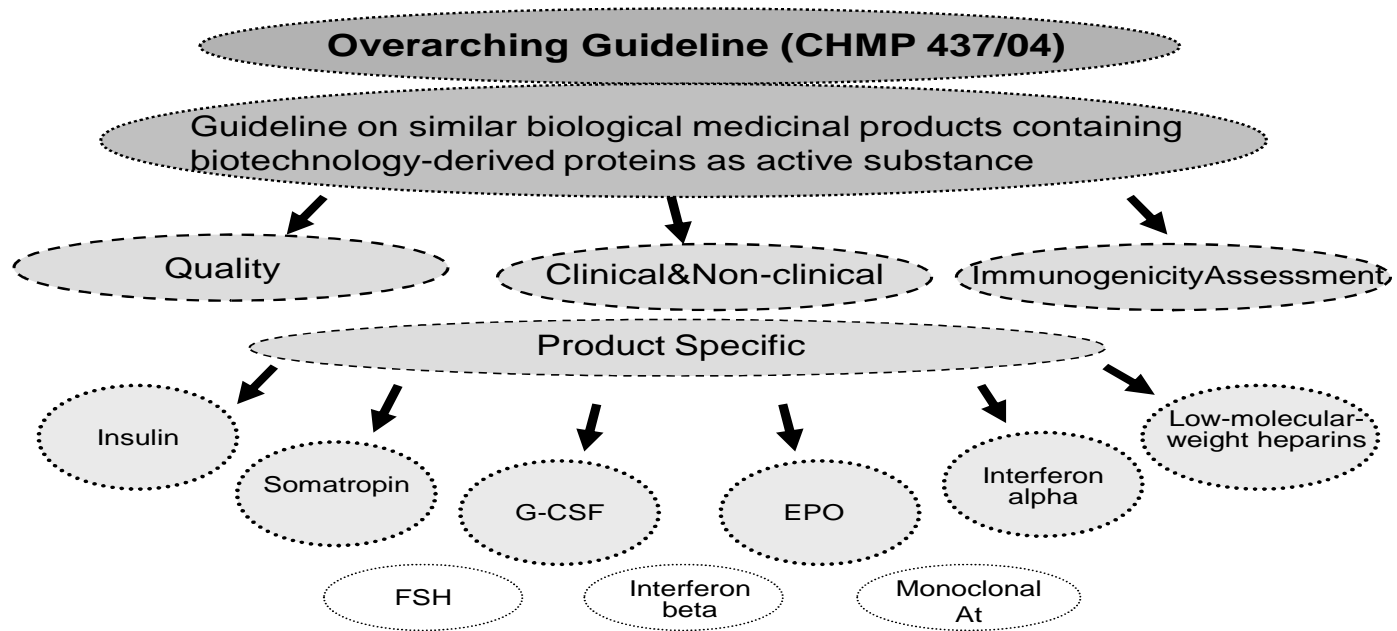 Overarching Guideline (CHMP 437/04)
Guideline on similar biological medicinal products containing
biotechnology-derived proteins as active substance
Quality
Clinical&Non-clinical
ImmunogenicityAssessment
Product Specific
Insulin
Somatropin
G-CSF
EPO
Interferon
alpha
Low-molecular-
weight heparins
FSH
Interferon
beta
Monoclonal
At